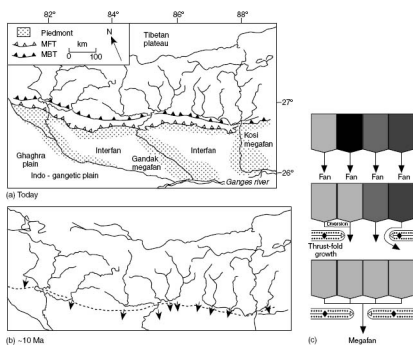 82°
84°
86°
88°
Piedmont
MFT
MBT
km
0 100
N
Tibetan
plateau
27°
Ghaghra
plain
Interfan
Gandak
megafan
Interfan
Kosi
megafan
Indo - gangetic plain
Ganges river
26°
(a) Today
(b) ~10 Ma
Fan Fan Fan Fan
Diversion
Thrust-fold
growth
Megafan
(c)